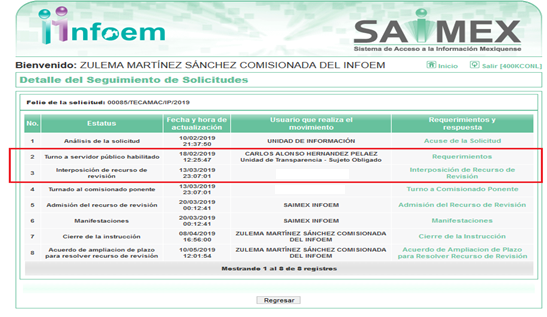 infoem
SAIMEX
Sistema de Acceso a la Información Mexiquense
Bienvenido: ZULEMA MARTÍNEZ SÁNCHEZ COMISIONADA DEL INFOEM
Inicio Salir [400KCONL]
Detalle del Seguimiento de Solicitudes
Folio de la solicitud: 00085/TECAMAC/IP/2019
No. Estatus Fecha y hora de actualización Usuario que realiza el movimiento Requerimientos y respuesta
1 Análisis de la solicitud 10/02/2019 21:37:50 UNIDAD DE INFORMACIÓN Acuse de la Solicitud
2 Turno a servidor público habilitado 18/02/2019 12:25:47 CARLOS ALONSO HERNANDEZ PELAEZ Unidad de Transparencia - Sujeto Obligado Requerimientos
3 Interposición de recurso de revisión 13/03/2019 23:07:01 Interposición de Recurso de Revisión
4 Turnado al comisionado ponente 13/03/2019 23:07:01 Turno a Comisionado Ponente
5 Admisión del recurso de revisión 20/03/2019 00:12:41 SAIMEX INFOEM Admisión del Recurso de Revisión
6 Manifestaciones 20/03/2019 00:12:41 SAIMEX INFOEM Manifestaciones
7 Cierre de la instrucción 08/04/2019 16:56:00 ZULEMA MARTÍNEZ SÁNCHEZ COMISIONADA DEL INFOEM Cierre de la Instrucción
8 Acuerdo de ampliacion de plazo para resolver recurso de revisión 10/05/2019 12:01:54 ZULEMA MARTÍNEZ SÁNCHEZ COMISIONADA DEL INFOEM Acuerdo de Ampliacion de Plazo para Resolver Recurso de Revisión
Mostrando 1 al 8 de 8 registros
Regresar